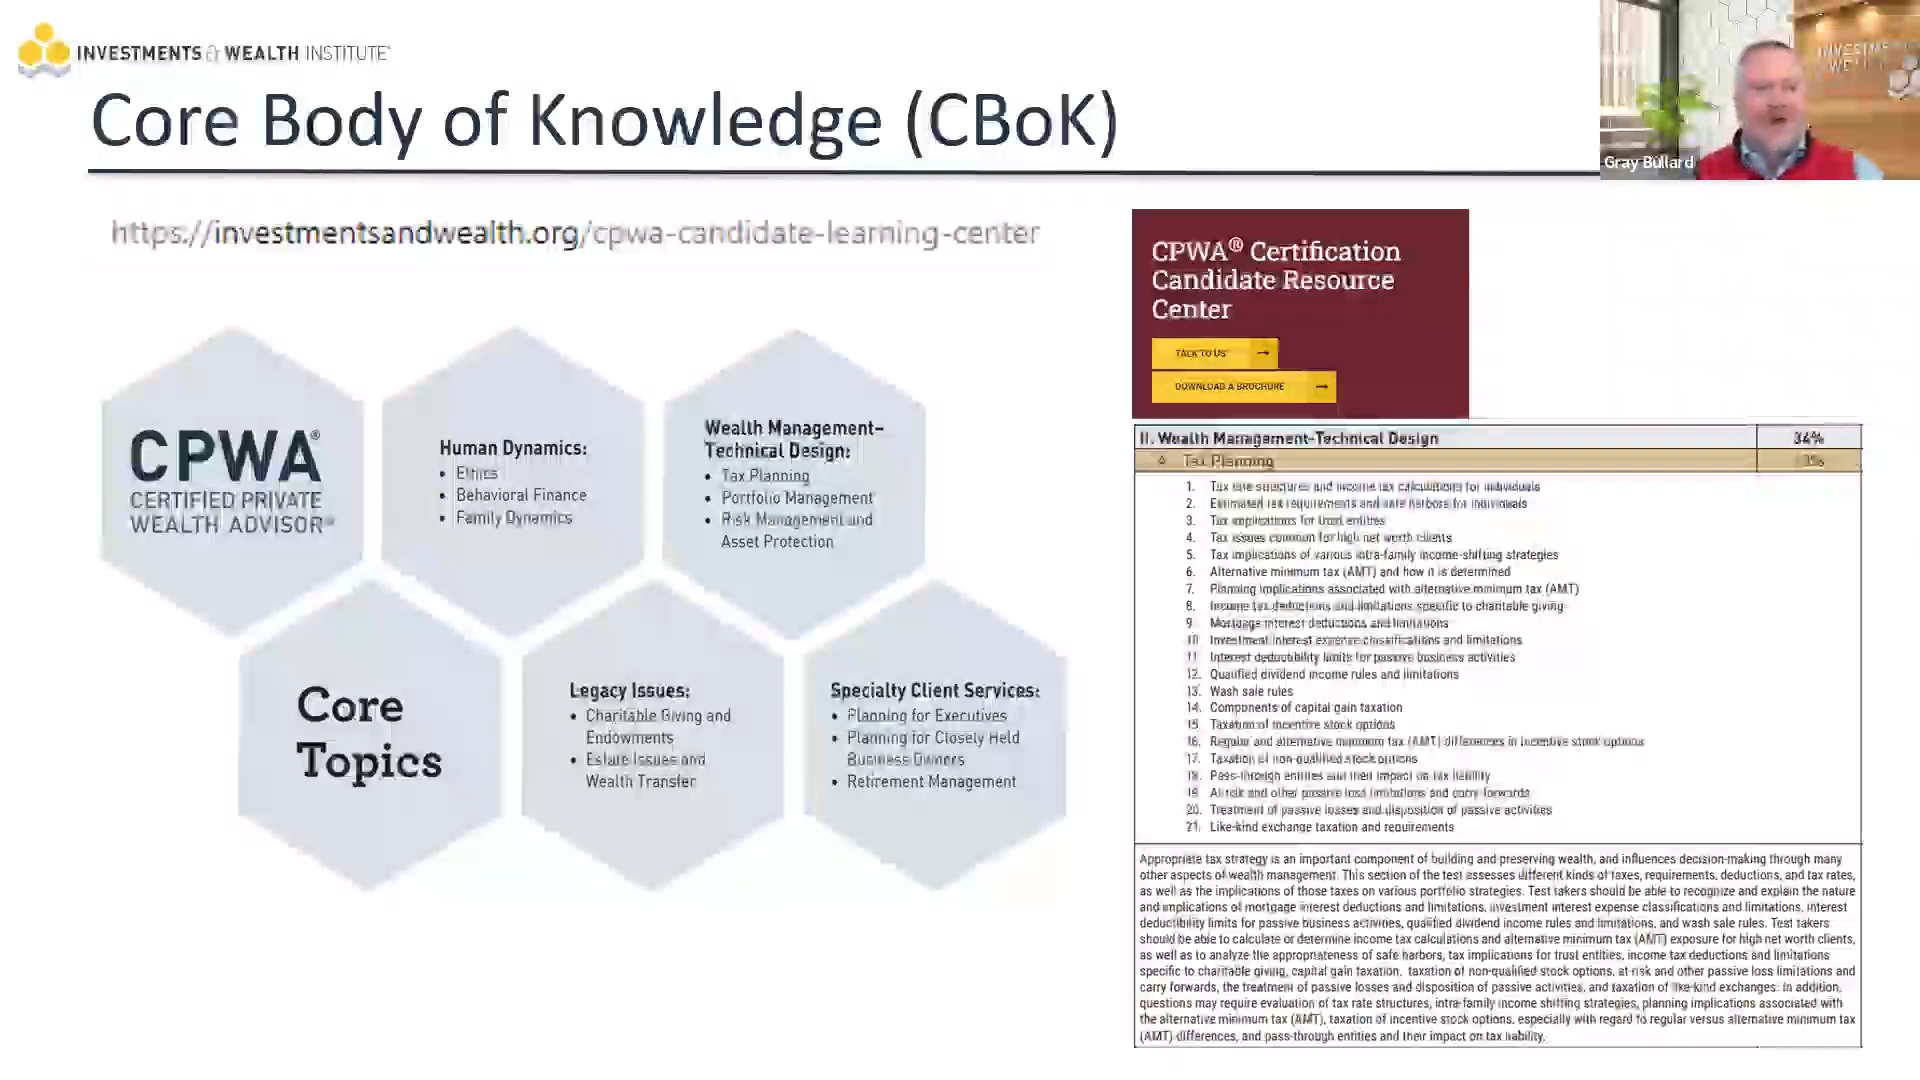 INVESTMENTS & WEALTH INSTITUTE®
Core Body of Knowledge (CBoK)
INVESTME
WE
Gray Bullard
https://investmentsandwealth.org/cpwa-candidate-learning-center
CPWA®
CERTIFIED PRIVATE
WEALTH ADVISOR®
Human Dynamics:
• Ethics
• Behavioral Finance
• Family Dynamics
Wealth Management–
Technical Design:
• Tax Planning
• Portfolio Management
• Risk Management and
Asset Protection
Core
Topics
Legacy Issues:
• Charitable Giving and
Endowments
• Estate Issues and
Wealth Transfer
Specialty Client Services:
• Planning for Executives
• Planning for Closely Held
Business Owners
• Retirement Management
CPWA® Certification
Candidate Resource
Center
TALK TO US →
DOWNLOAD A BROCHURE →
II. Wealth Management-Technical Design 34%
Tax Planning
1. Tax rate structures and income tax calculations for individuals
2. Estimated tax requirements and safe harbors for individuals
3. Tax implications for trust entities
4. Tax issues common for high net worth clients
5. Tax implications of various intra-family income-shifting strategies
6. Alternative minimum tax (AMT) and how it is determined
7. Planning implications associated with alternative minimum tax (AMT)
8. Income tax deductions and limitations specific to charitable giving
9. Mortgage interest deductions and limitations
10. Investment interest expense classifications and limitations
11. Interest deductibility limits for passive business activities
12. Qualified dividend income rules and limitations
13. Wash sale rules
14. Components of capital gain taxation
15. Taxation of incentive stock options
16. Regular and alternative minimum tax (AMT) differences in incentive stock options
17. Taxation of non-qualified stock options
18. Pass-through entities and their impact on tax liability
19. At-risk and other passive loss limitations and carry-forwards
20. Treatment of passive losses and disposition of passive activities
21. Like-kind exchange taxation and requirements
Appropriate tax strategy is an important component of building and preserving wealth, and influences decision-making through many
other aspects of wealth management. This section of the test assesses different kinds of taxes, requirements, deductions, and tax rates,
as well as the implications of those taxes on various portfolio strategies. Test takers should be able to recognize and explain the nature
and implications of mortgage interest deductions and limitations, investment interest expense classifications and limitations, interest
deductibility limits for passive business activities, qualified dividend income rules and limitations, and wash sale rules. Test takers
should be able to calculate or determine income tax calculations and alternative minimum tax (AMT) exposure for high net worth clients,
as well as to analyze the appropriateness of safe harbors, tax implications for trust entities, income tax deductions and limitations
specific to charitable giving, capital gain taxation, taxation of non-qualified stock options, at-risk and other passive loss limitations and
carry forwards, the treatment of passive losses and disposition of passive activities, and taxation of like-kind exchanges. In addition,
questions may require evaluation of tax rate structures, intra-family income shifting strategies, planning implications associated with
the alternative minimum tax (AMT), taxation of incentive stock options, especially with regard to regular versus alternative minimum tax
(AMT) differences, and pass-through entities and their impact on tax liability.